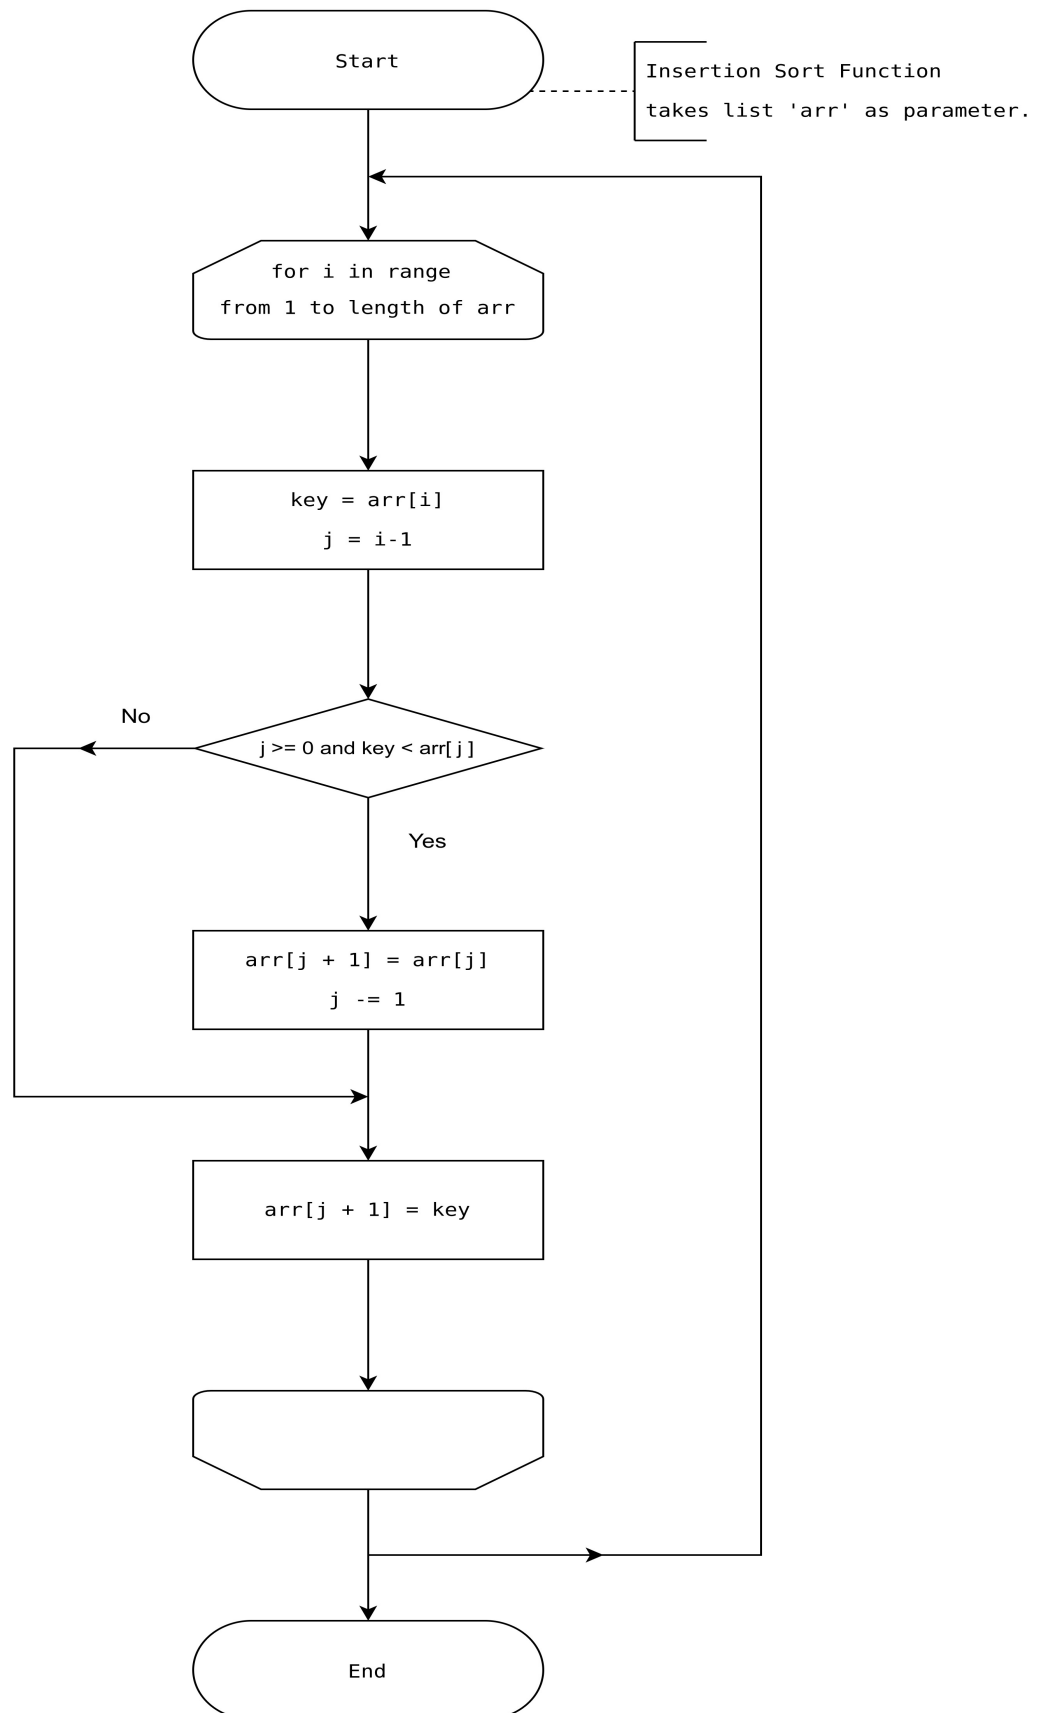 Start
Insertion Sort Function
takes list 'arr' as parameter.
for i in range
from 1 to length of arr
key = arr[i]
j = i-1
No
j >= 0 and key < arr[j]
Yes
arr[j + 1] = arr[j]
j -= 1
arr[j + 1] = key
End